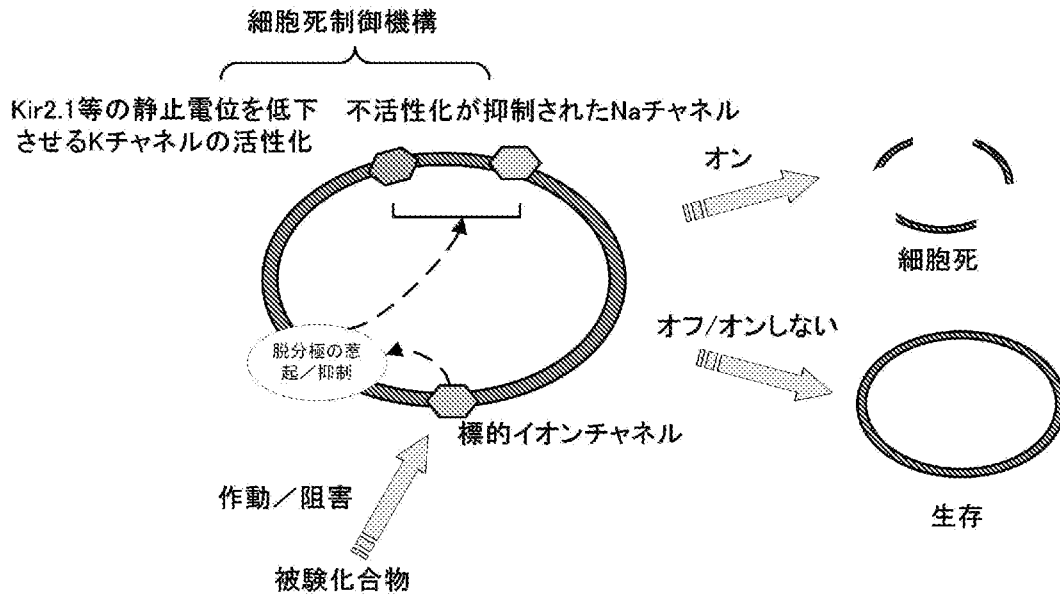 細胞死制御機構
Kir2.1等の静止電位を低下
させるKチャネルの活性化
不活性化が抑制されたNaチャネル
オン
細胞死
オフ/オンしない
脱分極の惹
起／抑制
標的イオンチャネル
作動／阻害
生存
被験化合物